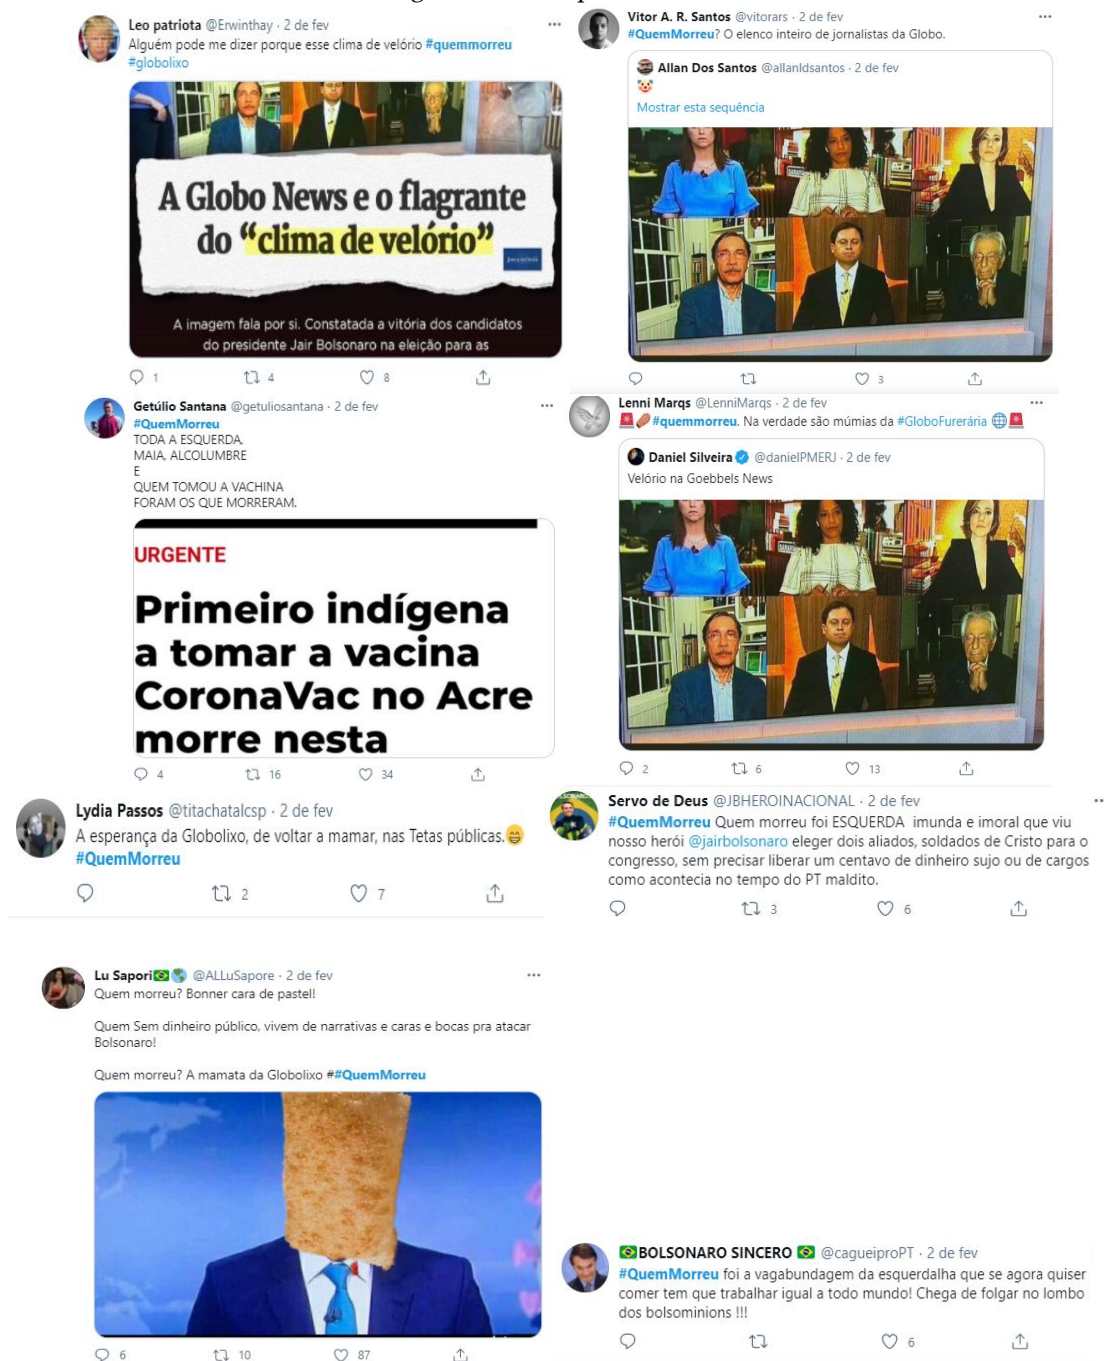 Leo patriota @Erwinthay · 2 de fev
Alguém pode me dizer porque esse clima de velório #quemmorreu
#globolixo
A Globo News e o flagrante
do “clima de velório”
A imagem fala por si. Constatada a vitória dos candidatos
do presidente Jair Bolsonaro na eleição para as
1
4
8
Vitor A. R. Santos @vitorars · 2 de fev
#QuemMorreu? O elenco inteiro de jornalistas da Globo.
Allan Dos Santos @allanldsantos · 2 de fev
Mostrar esta sequência
3
Getúlio Santana @getuliosantana · 2 de fev
#QuemMorreu
TODA A ESQUERDA,
MAIA, ALCOLUMBRE
E
QUEM TOMOU A VACHINA
FORAM OS QUE MORRERAM.
URGENTE
Primeiro indígena
a tomar a vacina
CoronaVac no Acre
morre nesta
4
16
34
Lenni Marqs @LenniMarqs · 2 de fev
#quemmorreu. Na verdade são múmias da #GloboFurerária
Daniel Silveira @danielPMERJ · 2 de fev
Velório na Goebbels News
2
6
13
Lydia Passos @titachatalcsp · 2 de fev
A esperança da Globolixo, de voltar a mamar, nas Tetas públicas.
#QuemMorreu
2
7
Servo de Deus @JBHEROINACIONAL · 2 de fev
#QuemMorreu Quem morreu foi ESQUERDA imunda e imoral que viu
nosso herói @jairbolsonaro eleger dois aliados, soldados de Cristo para o
congresso, sem precisar liberar um centavo de dinheiro sujo ou de cargos
como acontecia no tempo do PT maldito.
3
6
Lu Sapori @ALLuSapore · 2 de fev
Quem morreu? Bonner cara de pastel!
Quem Sem dinheiro público, vivem de narrativas e caras e bocas pra atacar
Bolsonaro!
Quem morreu? A mamata da Globolixo ##QuemMorreu
6
10
87
BOLSONARO SINCERO @cagueiproPT · 2 de fev
#QuemMorreu foi a vagabundagem da esquerdalha que se agora quiser
comer tem que trabalhar igual a todo mundo! Chega de folgar no lombo
dos bolsominions !!!
6